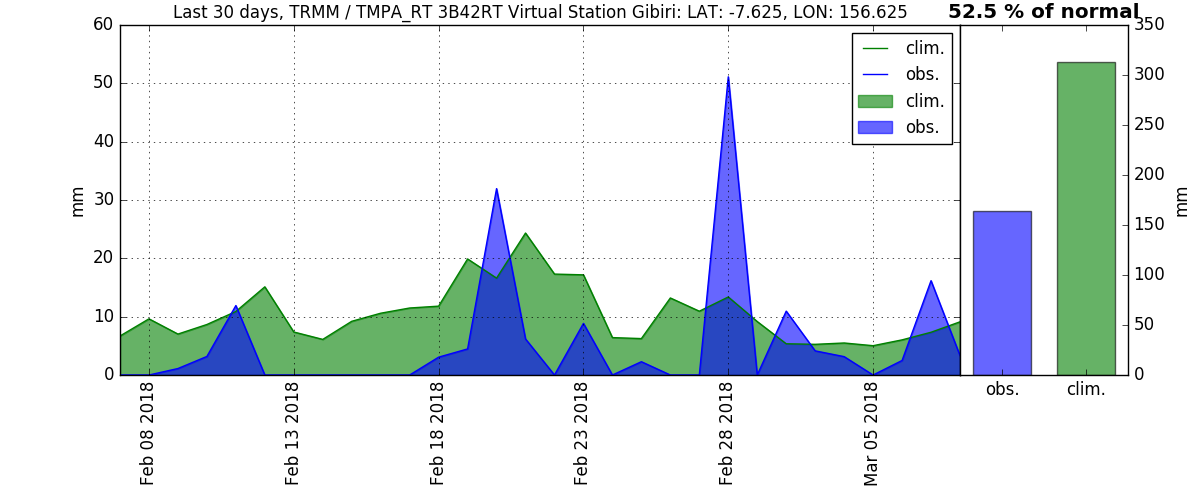 Last 30 days, TRMM / TMPA_RT 3B42RT Virtual Station Gibiri: LAT: -7.625, LON: 156.625
52.5 % of normal
60
50
40
30
20
10
0
mm
clim.
obs.
clim.
obs.
Feb 08 2018
Feb 13 2018
Feb 18 2018
Feb 23 2018
Feb 28 2018
Mar 05 2018
350
300
250
200
150
100
50
0
mm
obs.
clim.